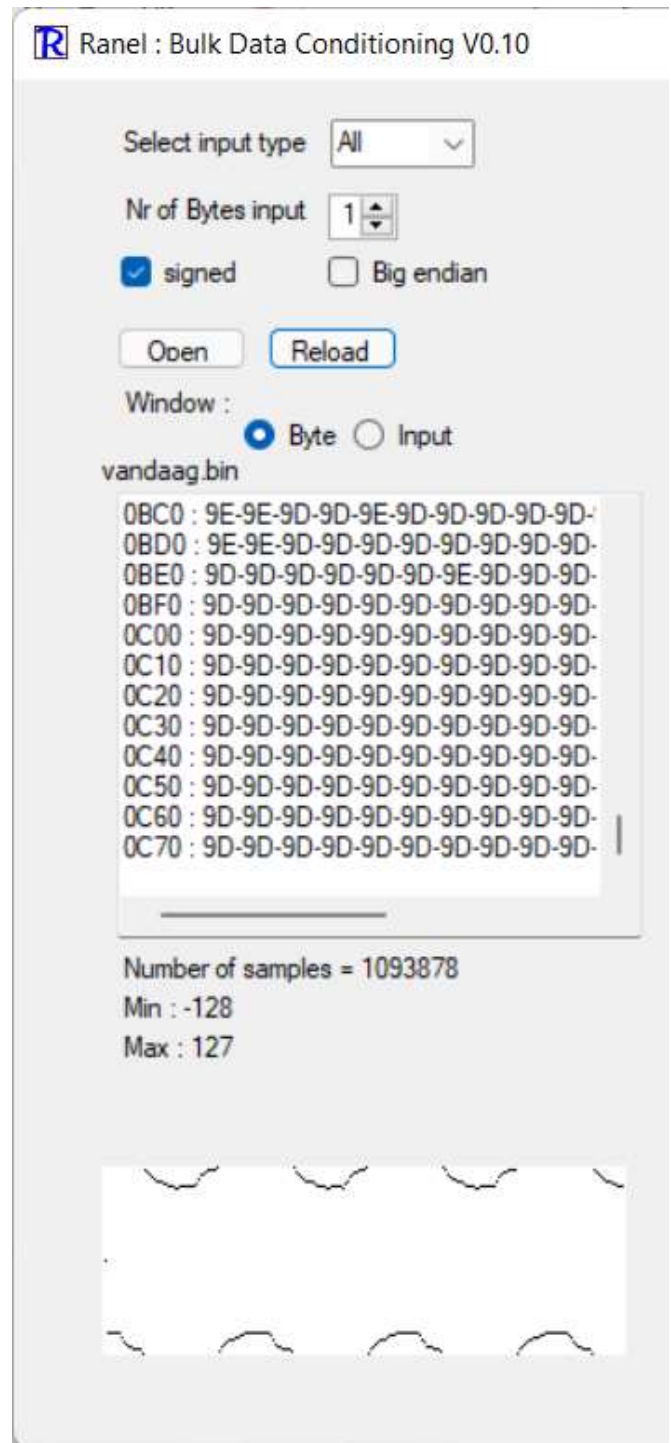 Ranel : Bulk Data Conditioning V0.10
Select input type All
Nr of Bytes input 1
signed Big endian
Open Reload
Window :
Byte Input
vandaag.bin
0BC0 : 9E-9E-9D-9D-9E-9D-9D-9D-9D-9D-
0BD0 : 9E-9E-9D-9D-9D-9D-9D-9D-9D-9D-
0BE0 : 9D-9D-9D-9D-9D-9D-9E-9D-9D-9D-
0BF0 : 9D-9D-9D-9D-9D-9D-9D-9D-9D-9D-
0C00 : 9D-9D-9D-9D-9D-9D-9D-9D-9D-9D-
0C10 : 9D-9D-9D-9D-9D-9D-9D-9D-9D-9D-
0C20 : 9D-9D-9D-9D-9D-9D-9D-9D-9D-9D-
0C30 : 9D-9D-9D-9D-9D-9D-9D-9D-9D-9D-
0C40 : 9D-9D-9D-9D-9D-9D-9D-9D-9D-9D-
0C50 : 9D-9D-9D-9D-9D-9D-9D-9D-9D-9D-
0C60 : 9D-9D-9D-9D-9D-9D-9D-9D-9D-9D-
0C70 : 9D-9D-9D-9D-9D-9D-9D-9D-9D-9D-
Number of samples = 1093878
Min : -128
Max : 127